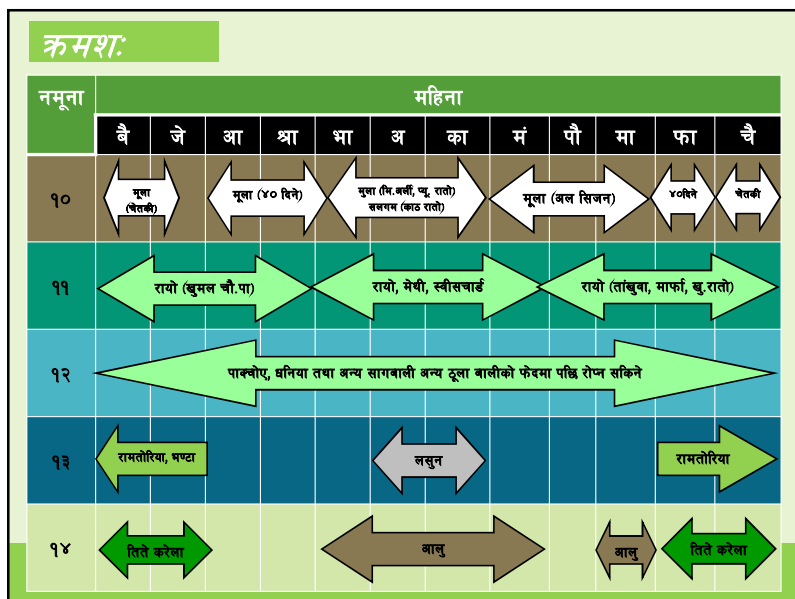 क्रमशः
नमूना
महिना
बै जे आ श्रा भा अ का मं पौ मा फा चै
१०
मूला
(चेतकी)
मूला (४० दिने)
मुला (मि.अर्ली, प्यू. रातो)
सलगम (काठ रातो)
मूला (अल सिजन)
४०दिने
चेतकी
११
रायो (खुमल चौ.पा)
रायो, मेथी, स्वीसचार्ड
रायो (तांखुवा, मार्फा, खु.रातो)
१२
पाक्चोए, धनिया तथा अन्य सागबाली अन्य ठूला बालीको फेदमा पछि रोप्न सकिने
१३
रामतोरिया, भण्टा
लसुन
रामतोरिया
१४
तिते करेला
आलु
आलु
तिते करेला